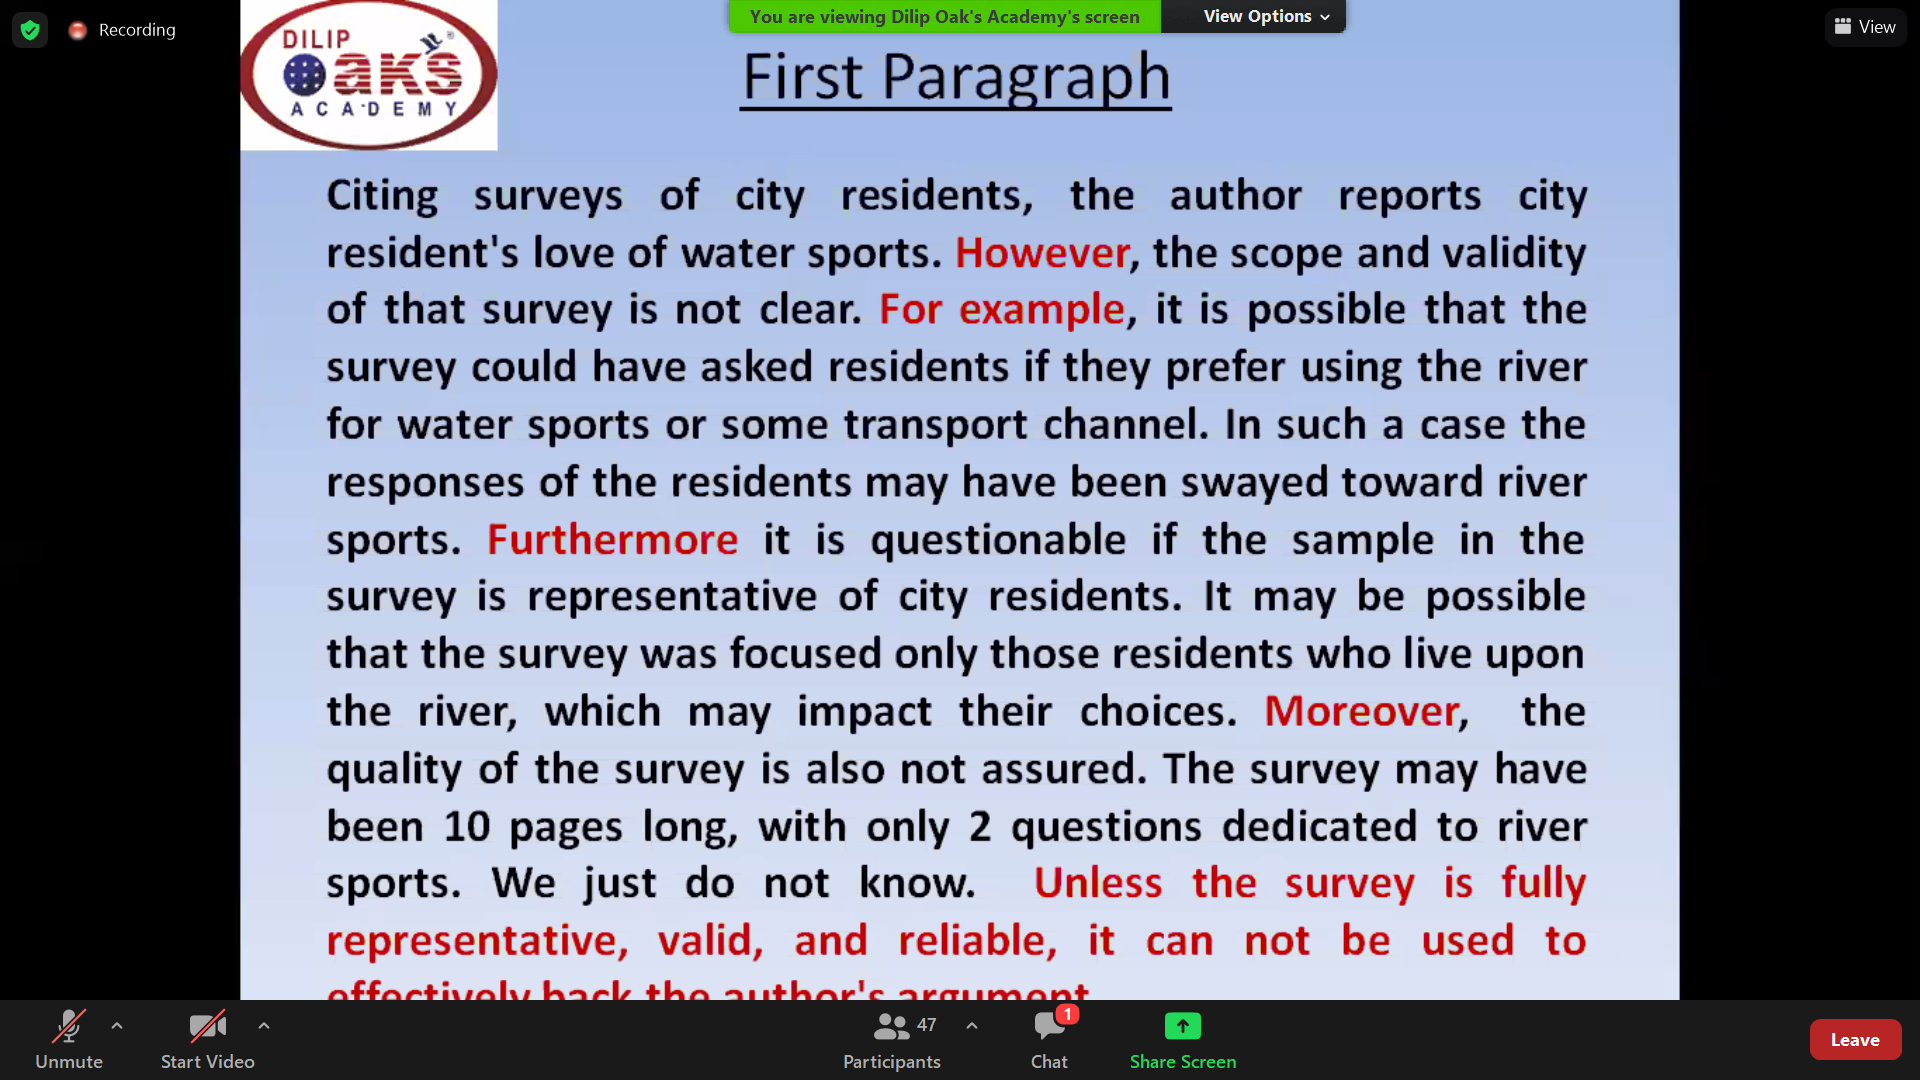 Recording
You are viewing Dilip Oak's Academy's screen
View Options
View
DILIP
Oaks
®
ACADEMY
First Paragraph
Citing surveys of city residents, the author reports city
resident's love of water sports. However, the scope and validity
of that survey is not clear. For example, it is possible that the
survey could have asked residents if they prefer using the river
for water sports or some transport channel. In such a case the
responses of the residents may have been swayed toward river
sports. Furthermore it is questionable if the sample in the
survey is representative of city residents. It may be possible
that the survey was focused only those residents who live upon
the river, which may impact their choices. Moreover, the
quality of the survey is also not assured. The survey may have
been 10 pages long, with only 2 questions dedicated to river
sports. We just do not know. Unless the survey is fully
representative, valid, and reliable, it can not be used to
effectively back the author's argument
Unmute
Start Video
47
Participants
1
Chat
Share Screen
Leave